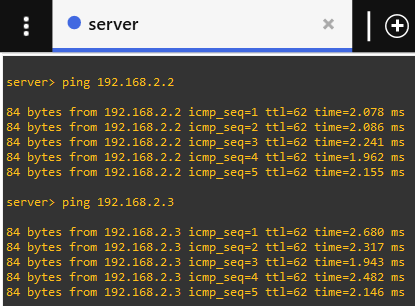 server
server> ping 192.168.2.2
84 bytes from 192.168.2.2 icmp_seq=1 ttl=62 time=2.078 ms
84 bytes from 192.168.2.2 icmp_seq=2 ttl=62 time=2.086 ms
84 bytes from 192.168.2.2 icmp_seq=3 ttl=62 time=2.241 ms
84 bytes from 192.168.2.2 icmp_seq=4 ttl=62 time=1.962 ms
84 bytes from 192.168.2.2 icmp_seq=5 ttl=62 time=2.155 ms
server> ping 192.168.2.3
84 bytes from 192.168.2.3 icmp_seq=1 ttl=62 time=2.680 ms
84 bytes from 192.168.2.3 icmp_seq=2 ttl=62 time=2.317 ms
84 bytes from 192.168.2.3 icmp_seq=3 ttl=62 time=1.943 ms
84 bytes from 192.168.2.3 icmp_seq=4 ttl=62 time=2.482 ms
84 bytes from 192.168.2.3 icmp_seq=5 ttl=62 time=2.146 ms